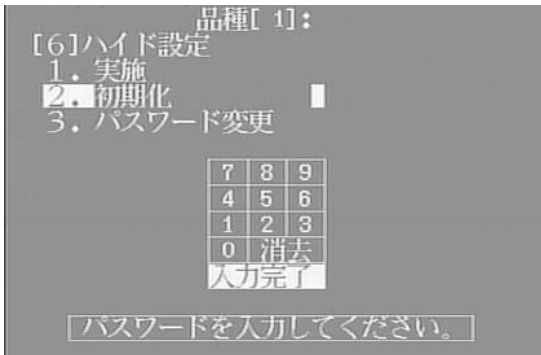 品種[ 1]:
[6]ハイド設定
1. 実施
2. 初期化
3. パスワード変更
7 8 9
4 5 6
1 2 3
0 消去
入力完了
パスワードを入力してください。